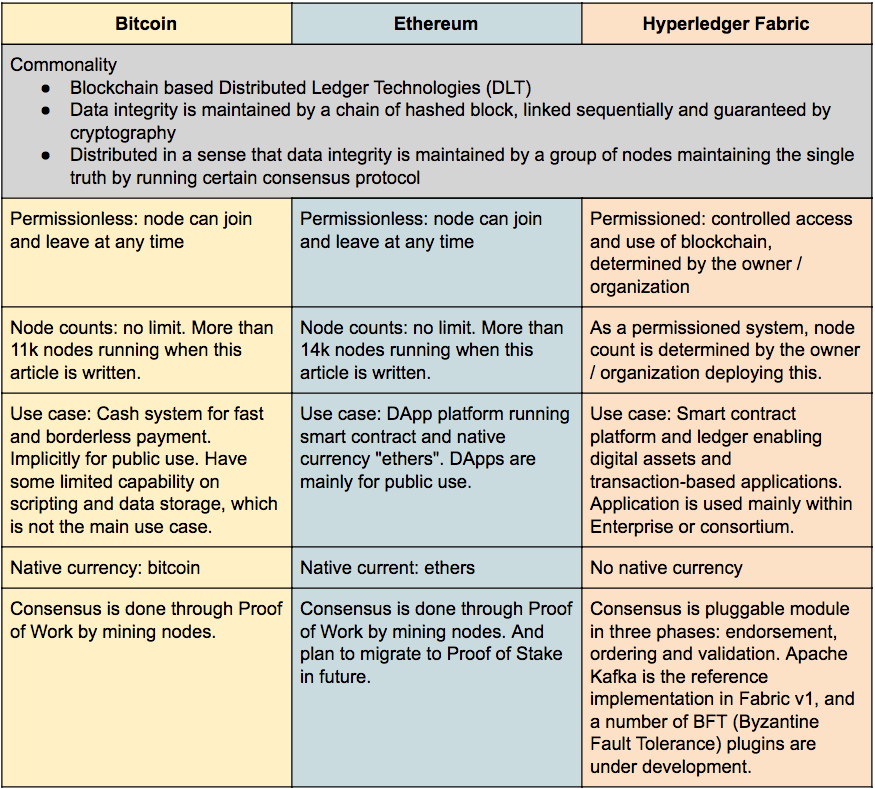 Bitcoin
Ethereum
Hyperledger Fabric
Commonality
● Blockchain based Distributed Ledger Technologies (DLT)
● Data integrity is maintained by a chain of hashed block, linked sequentially and guaranteed by
cryptography
● Distributed in a sense that data integrity is maintained by a group of nodes maintaining the single
truth by running certain consensus protocol
Permissionless: node can join
and leave at any time
Permissionless: node can join
and leave at any time
Permissioned: controlled access
and use of blockchain,
determined by the owner /
organization
Node counts: no limit. More than
11k nodes running when this
article is written.
Node counts: no limit. More than
14k nodes running when this
article is written.
As a permissioned system, node
count is determined by the owner
/ organization deploying this.
Use case: Cash system for fast
and borderless payment.
Implicitly for public use. Have
some limited capability on
scripting and data storage, which
is not the main use case.
Use case: DApp platform running
smart contract and native
currency "ethers". DApps are
mainly for public use.
Use case: Smart contract
platform and ledger enabling
digital assets and
transaction-based applications.
Application is used mainly within
Enterprise or consortium.
Native currency: bitcoin
Native current: ethers
No native currency
Consensus is done through Proof
of Work by mining nodes.
Consensus is done through Proof
of Work by mining nodes. And
plan to migrate to Proof of Stake
in future.
Consensus is pluggable module
in three phases: endorsement,
ordering and validation. Apache
Kafka is the reference
implementation in Fabric v1, and
a number of BFT (Byzantine
Fault Tolerance) plugins are
under development.